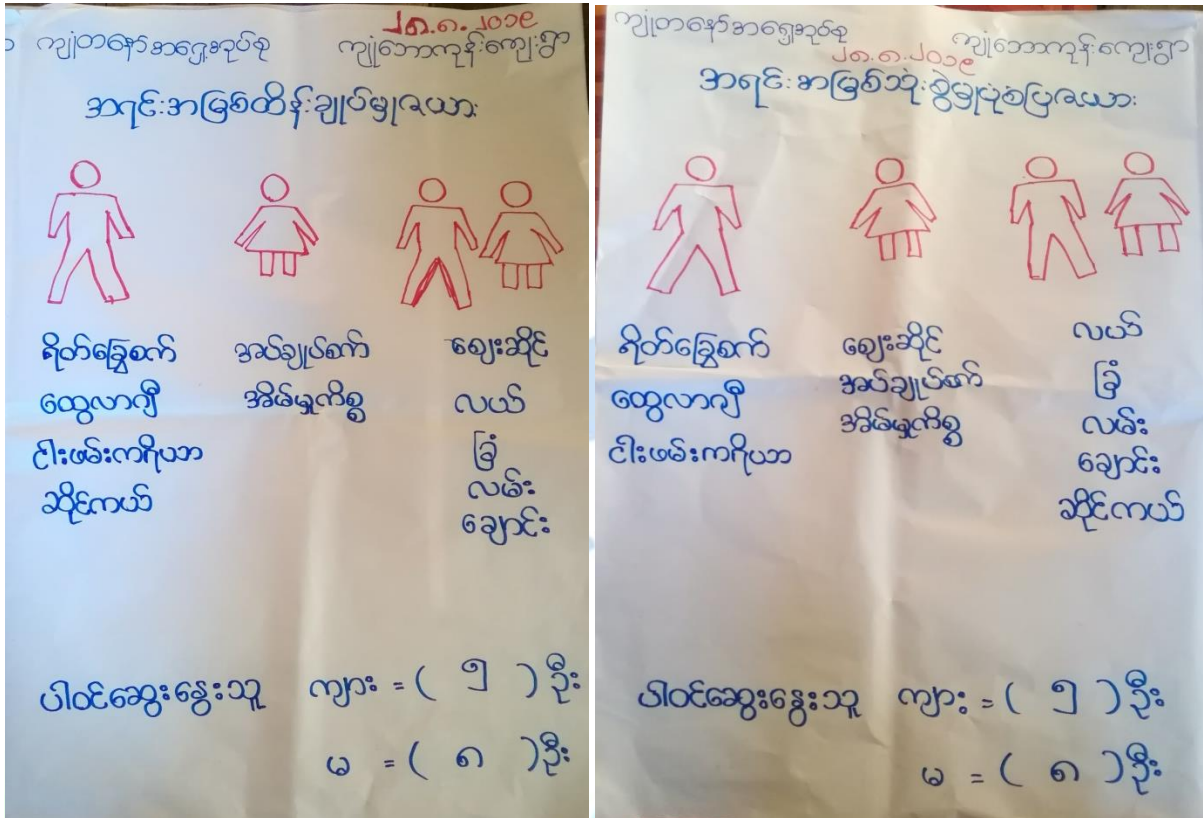 ၂၈.၈.၂၀၁၉
ကျုံတနော်အရှေ့အုပ်စု ကျုံဘောကုန်းကျေးရွာ
အရင်းအမြစ်ထိန်းချုပ်မှုဇယား
ရိတ်ခြွေစက် အပ်ချုပ်စက် ဈေးဆိုင်
ထွေလာဂျီ အိမ်မှုကိစ္စ လယ်
ငါးဖမ်းကရိယာ ခြံ
ဆိုင်ကယ် လမ်း
ချောင်း
ပါဝင်ဆွေးနွေးသူ ကျား = ( ၅ ) ဦး
မ = ( ၈ ) ဦး
ကျုံတနော်အရှေ့အုပ်စု ကျုံဘောကုန်းကျေးရွာ
၂၈.၈.၂၀၁၉
အရင်းအမြစ်သုံးစွဲမှုပုံစံပြဇယား
ရိတ်ခြွေစက် ဈေးဆိုင် လယ်
ထွေလာဂျီ အပ်ချုပ်စက် ခြံ
ငါးဖမ်းကရိယာ အိမ်မှုကိစ္စ လမ်း
ချောင်း
ဆိုင်ကယ်
ပါဝင်ဆွေးနွေးသူ ကျား = ( ၅ ) ဦး
မ = ( ၈ ) ဦး